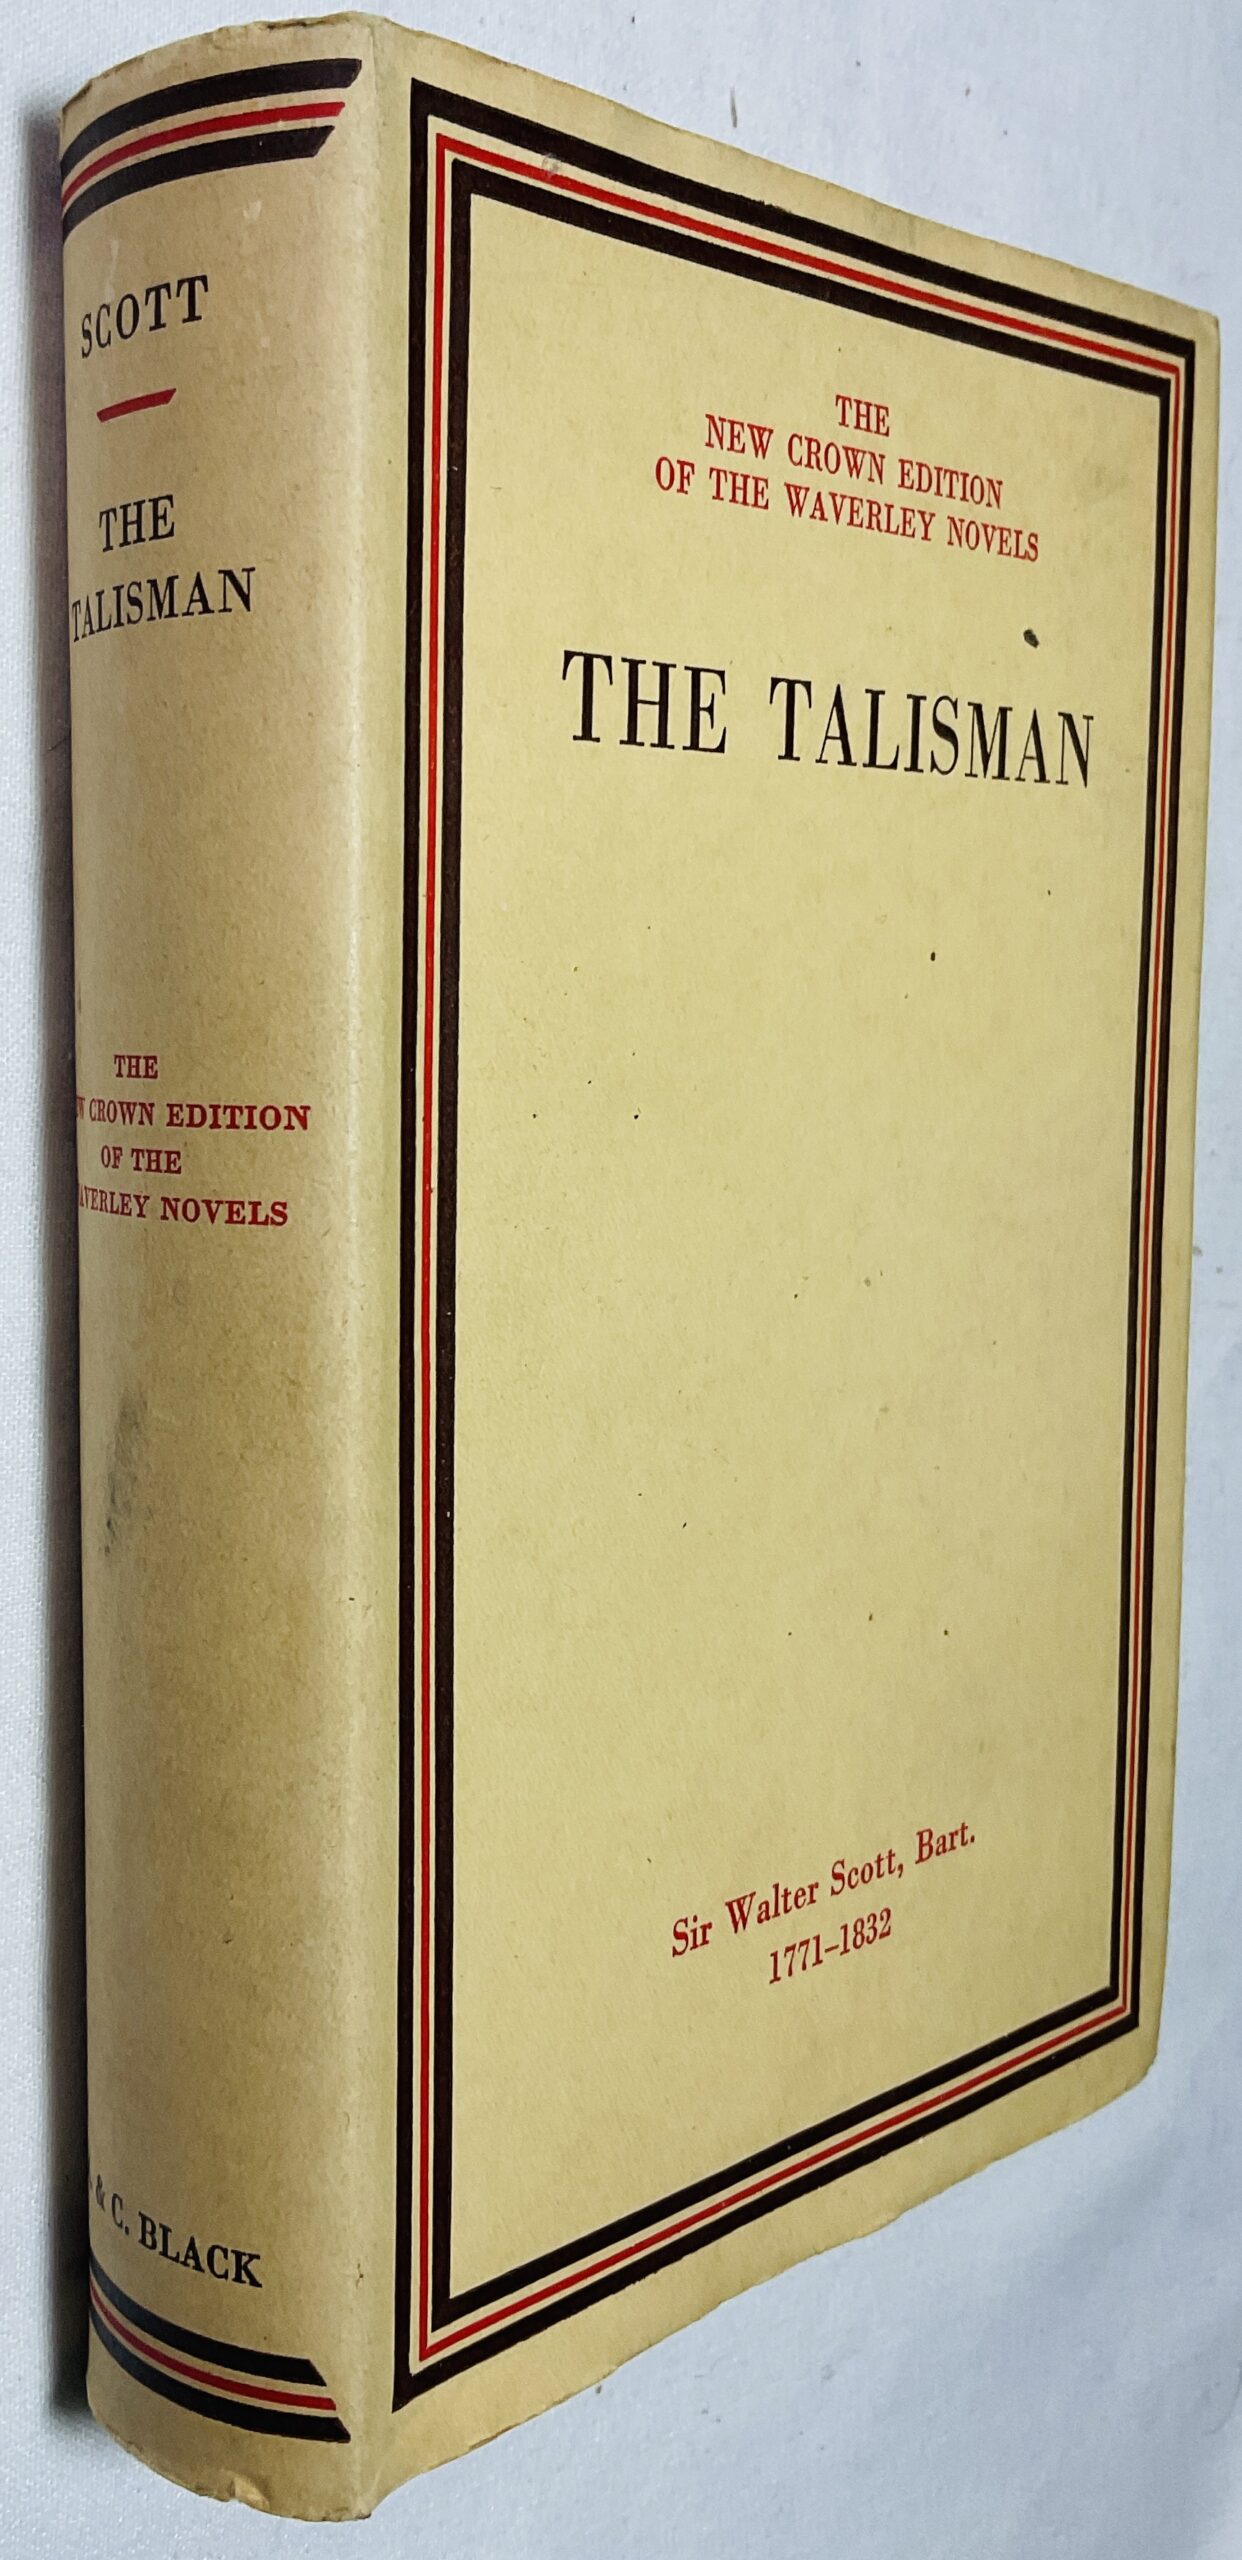 SCOTT
THE
TALISMAN
THE
CROWN EDITION
OF THE
NOVELS
& C. BLACK
THE
NEW CROWN EDITION
OF THE WAVERLEY NOVELS
THE TALISMAN
Sir Walter Scott, Bart.
1771–1832